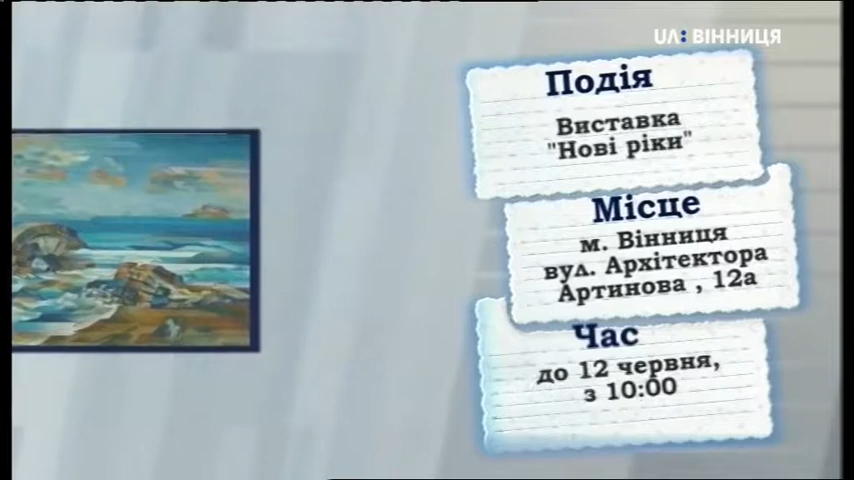 UA: ВІННИЦЯ
Подія
Виставка
"Нові ріки"
Місце
м. Вінниця
вул. Архітектора
Артинова , 12а
Час
до 12 червня,
з 10:00